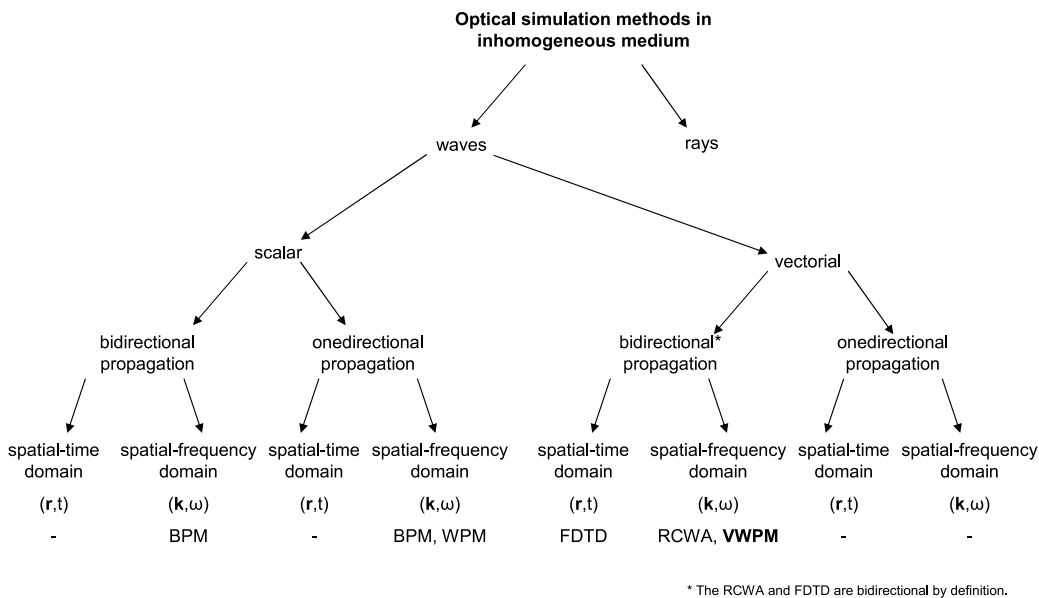 Optical simulation methods in
inhomogeneous medium
waves
rays
scalar
vectorial
bidirectional
propagation
onedirectional
propagation
bidirectional*
propagation
onedirectional
propagation
spatial-time
domain
(r,t)
-
spatial-frequency
domain
(k,ω)
BPM
spatial-time
domain
(r,t)
-
spatial-frequency
domain
(k,ω)
BPM, WPM
spatial-time
domain
(r,t)
FDTD
spatial-frequency
domain
(k,ω)
RCWA, VWPM
spatial-time
domain
(r,t)
-
spatial-frequency
domain
(k,ω)
-
* The RCWA and FDTD are bidirectional by definition.